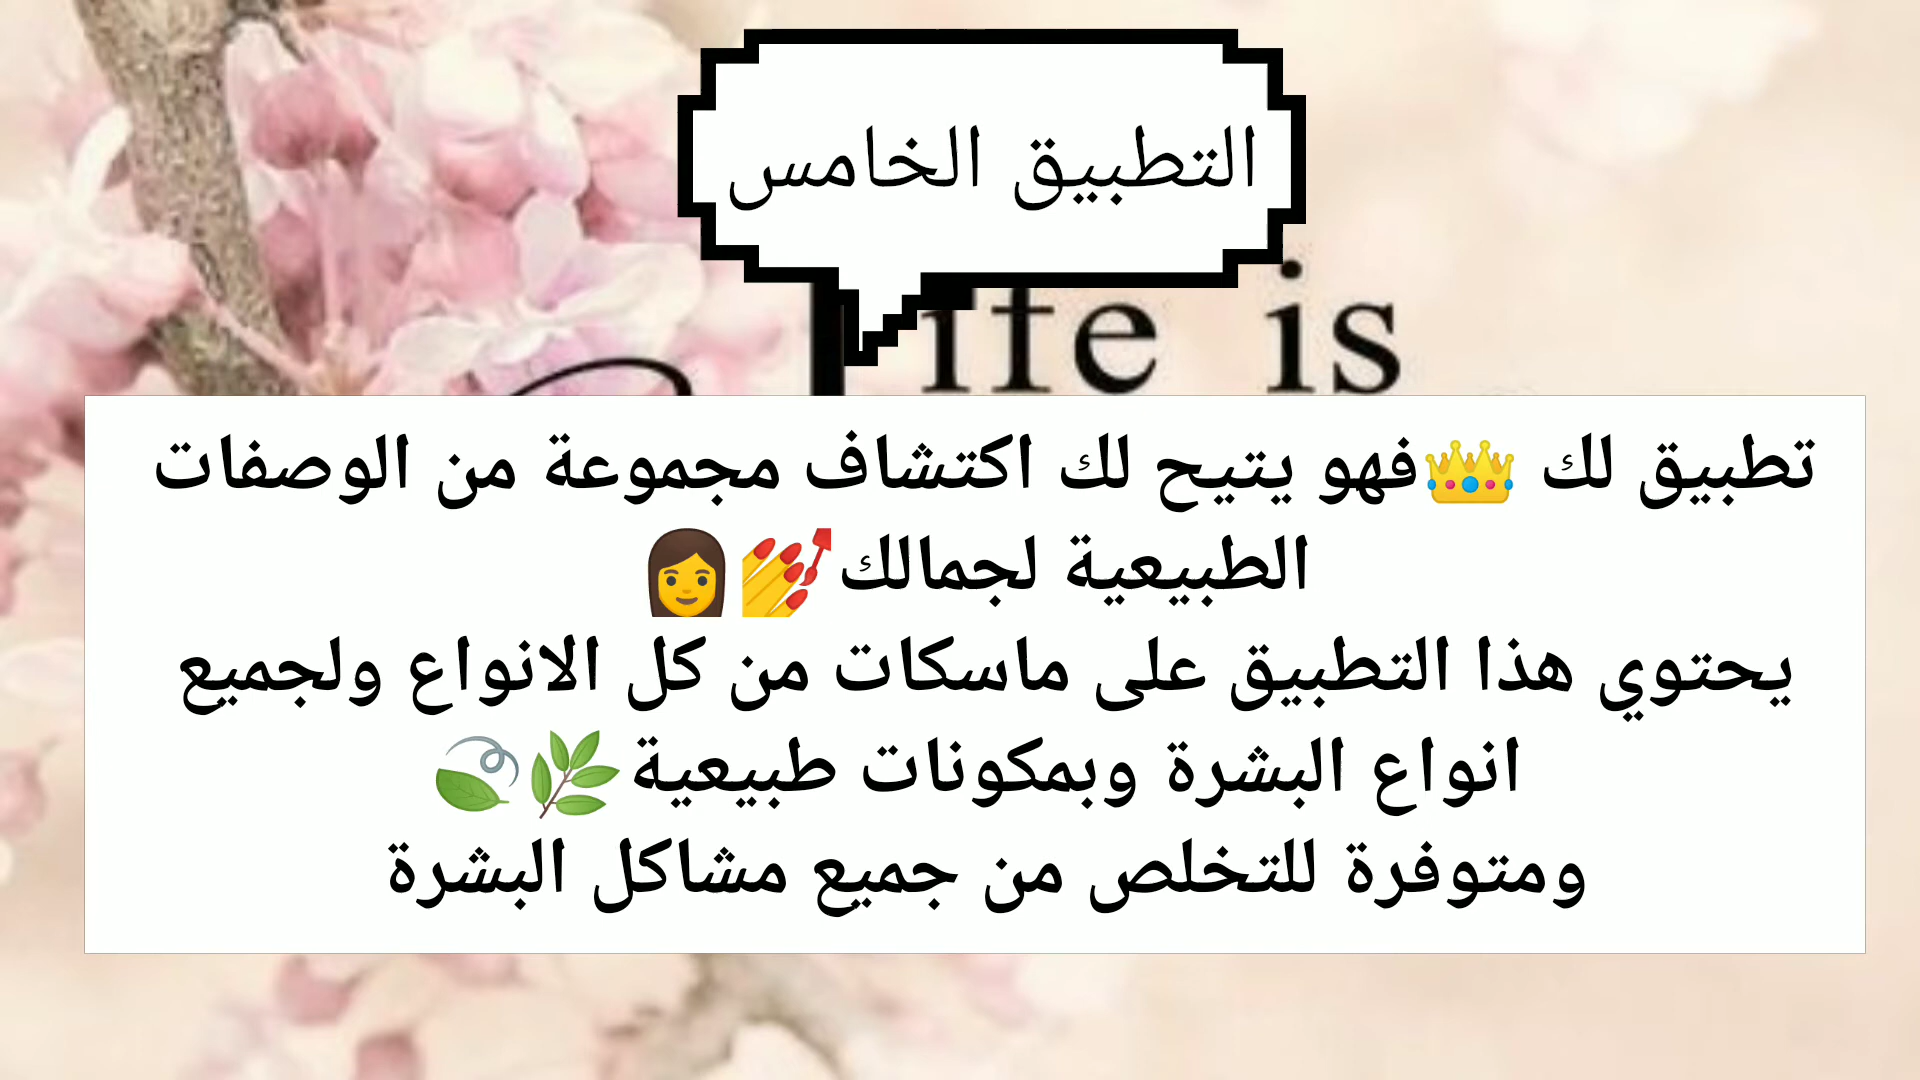 التطبيق الخامس
ife is
تطبيق لك 👑فهو يتيح لك اكتشاف مجموعة من الوصفات
الطبيعية لجمالك💅👩
يحتوي هذا التطبيق على ماسكات من كل الانواع ولجميع
انواع البشرة وبمكونات طبيعية🌿🍃
ومتوفرة للتخلص من جميع مشاكل البشرة